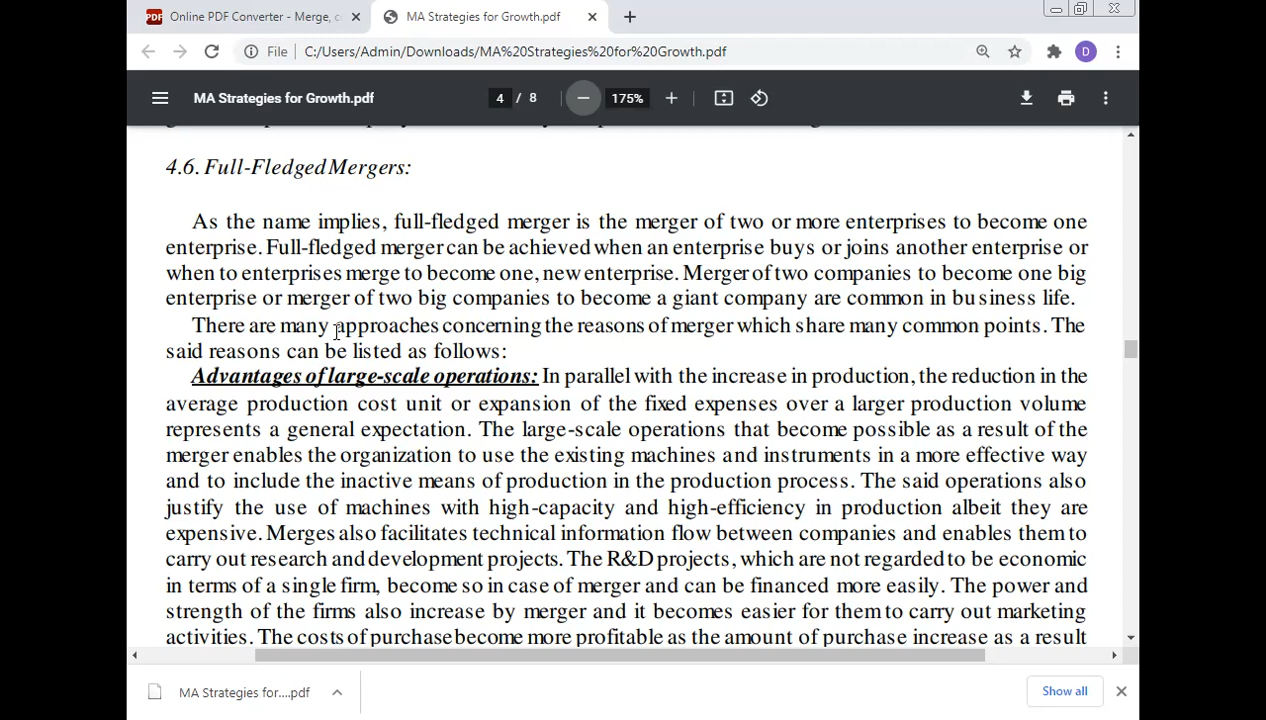 Online PDF Converter - Merge, c
MA Strategies for Growth.pdf
File
C:/Users/Admin/Downloads/MA%20Strategies%20for%20Growth.pdf
D
MA Strategies for Growth.pdf
4 / 8
175%
4.6. Full-Fledged Mergers:
As the name implies, full-fledged merger is the merger of two or more enterprises to become one
enterprise. Full-fledged merger can be achieved when an enterprise buys or joins another enterprise or
when to enterprises merge to become one, new enterprise. Merger of two companies to become one big
enterprise or merger of two big companies to become a giant company are common in business life.
There are many approaches concerning the reasons of merger which share many common points. The
said reasons can be listed as follows:
Advantages of large-scale operations: In parallel with the increase in production, the reduction in the
average production cost unit or expansion of the fixed expenses over a larger production volume
represents a general expectation. The large-scale operations that become possible as a result of the
merger enables the organization to use the existing machines and instruments in a more effective way
and to include the inactive means of production in the production process. The said operations also
justify the use of machines with high-capacity and high-efficiency in production albeit they are
expensive. Merges also facilitates technical information flow between companies and enables them to
carry out research and development projects. The R&D projects, which are not regarded to be economic
in terms of a single firm, become so in case of merger and can be financed more easily. The power and
strength of the firms also increase by merger and it becomes easier for them to carry out marketing
activities. The costs of purchase become more profitable as the amount of purchase increase as a result
MA Strategies for....pdf
Show all